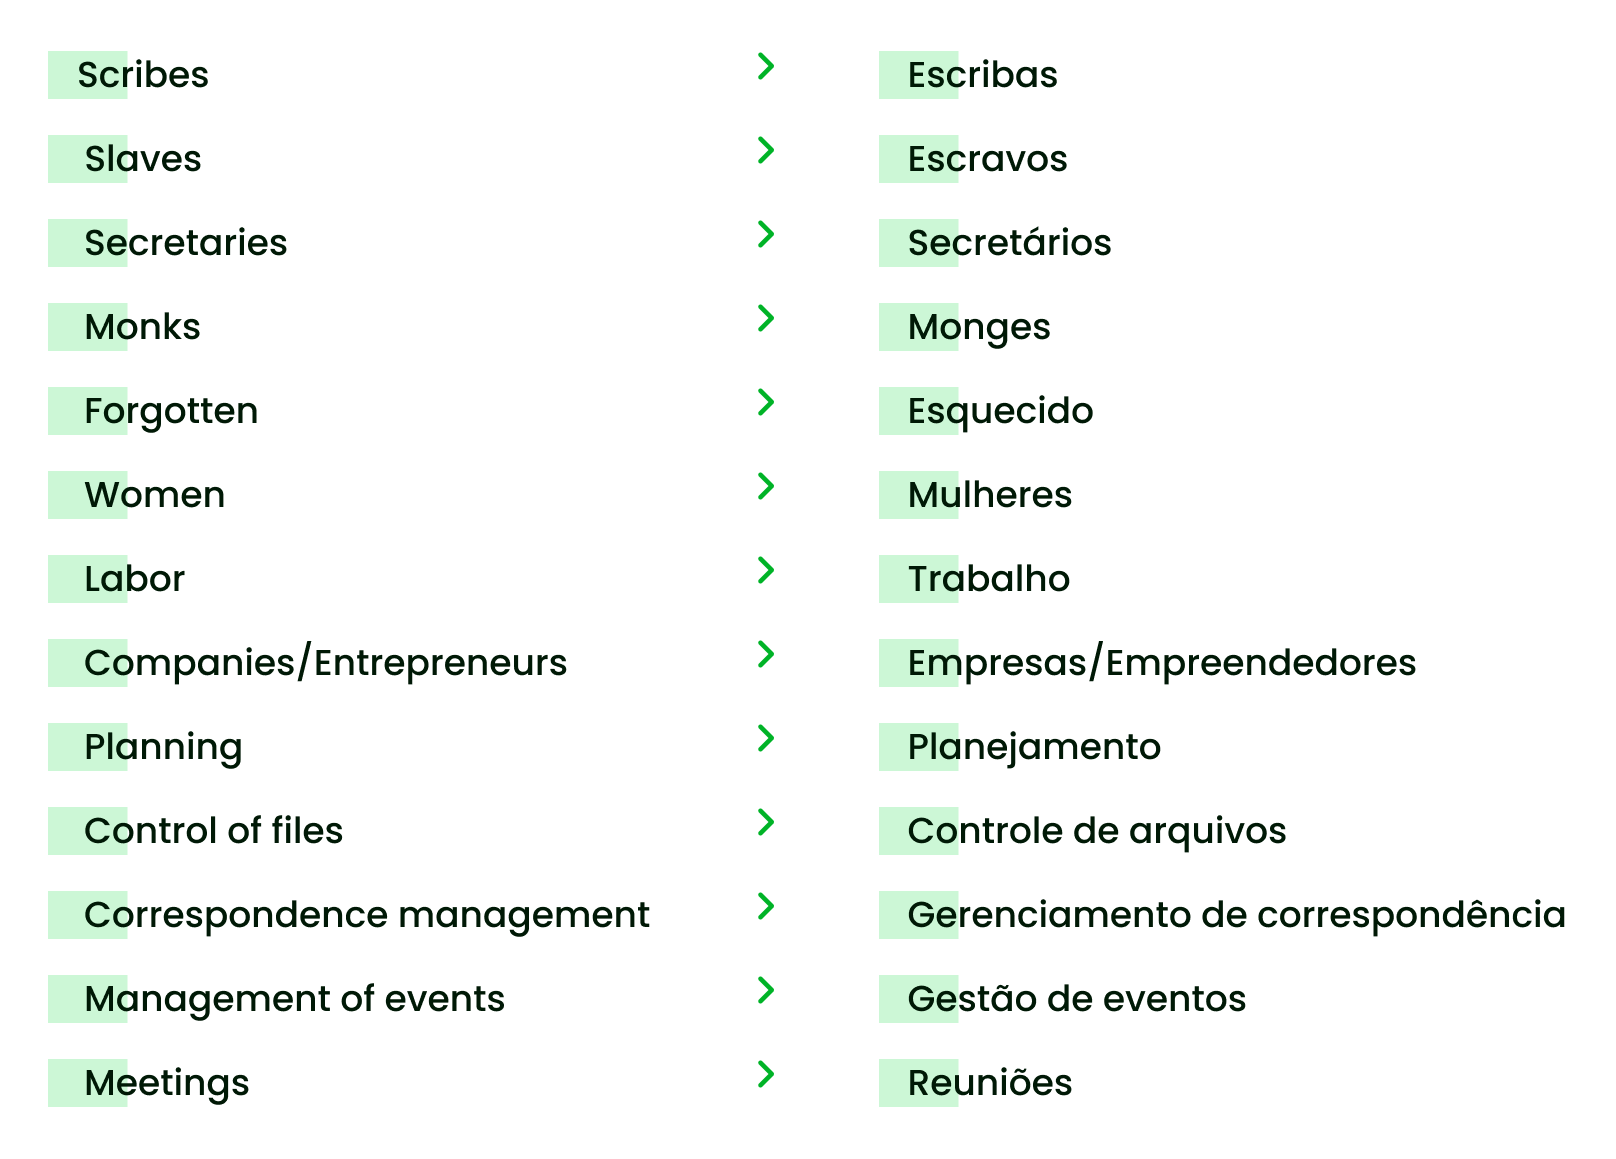 Scribes Escribas
Slaves Escravos
Secretaries Secretários
Monks Monges
Forgotten Esquecido
Women Mulheres
Labor Trabalho
Companies/Entrepreneurs Empresas/Empreendedores
Planning Planejamento
Control of files Controle de arquivos
Correspondence management Gerenciamento de correspondência
Management of events Gestão de eventos
Meetings Reuniões